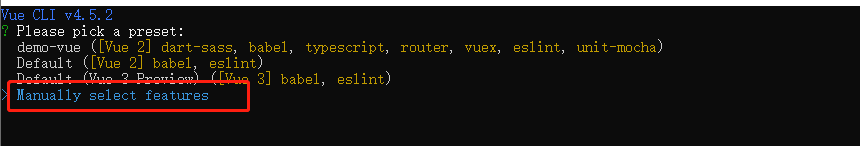 Vue CLI v4.5.2
? Please pick a preset:
demo-vue ([Vue 2] dart-sass, babel, typescript, router, vuex, eslint, unit-mocha)
Default ([Vue 2] babel, eslint)
Default (Vue 3 Preview) ([Vue 3] babel, eslint)
> Manually select features